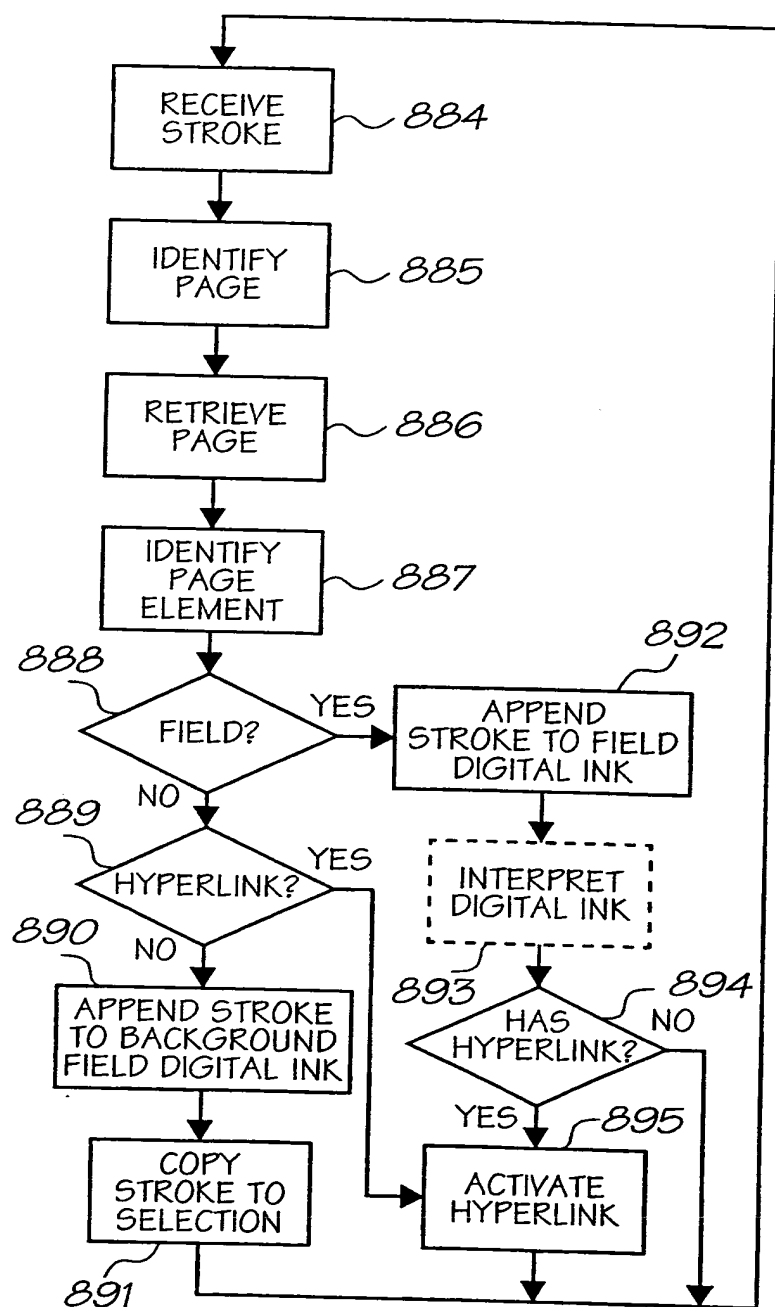 RECEIVE
STROKE
884
IDENTIFY
PAGE
885
RETRIEVE
PAGE
886
IDENTIFY
PAGE
ELEMENT
887
888
FIELD?
YES
NO
892
APPEND
STROKE TO FIELD
DIGITAL INK
889
HYPERLINK?
YES
NO
INTERPRET
DIGITAL INK
893
890
APPEND STROKE
TO BACKGROUND
FIELD DIGITAL INK
894
HAS
HYPERLINK?
NO
YES
895
COPY
STROKE TO
SELECTION
891
ACTIVATE
HYPERLINK